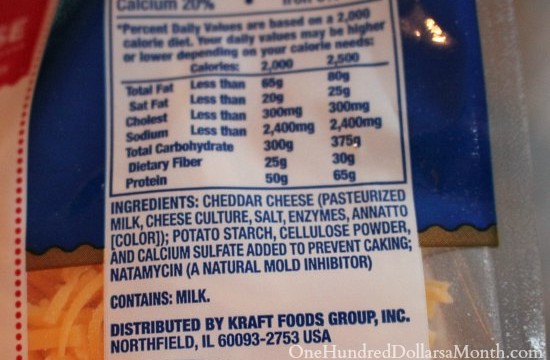 Calcium 20%
*Percent Daily Values are based on a 2,000
calorie diet. Your daily values may be higher
or lower depending on your calorie needs:
Calories: 2,000 2,500
Total Fat Less than 65g 80g
Sat Fat Less than 20g 25g
Cholest Less than 300mg 300mg
Sodium Less than 2,400mg 2,400mg
Total Carbohydrate 300g 375g
Dietary Fiber 25g 30g
Protein 50g 65g
INGREDIENTS: CHEDDAR CHEESE (PASTEURIZED
MILK, CHEESE CULTURE, SALT, ENZYMES, ANNATTO
[COLOR]); POTATO STARCH, CELLULOSE POWDER,
AND CALCIUM SULFATE ADDED TO PREVENT CAKING;
NATAMYCIN (A NATURAL MOLD INHIBITOR)
CONTAINS: MILK.
DISTRIBUTED BY KRAFT FOODS GROUP, INC.
NORTHFIELD, IL 60093-2753 USA
OneHundredDollarsaMonth.com